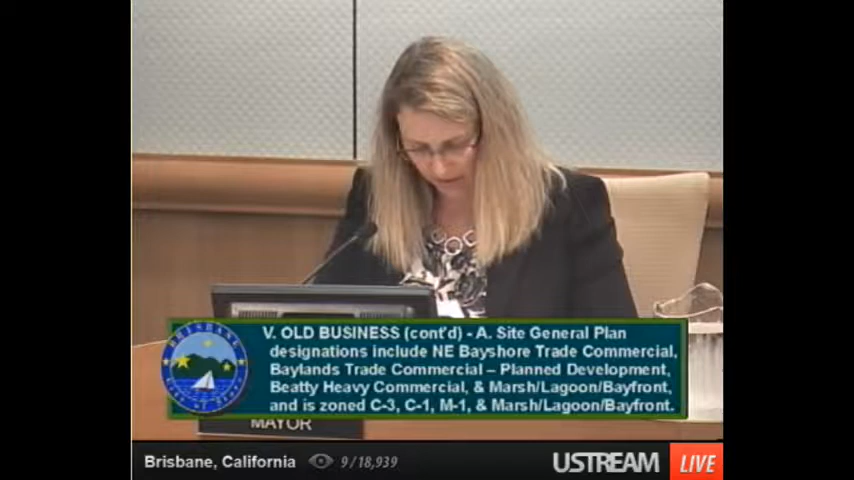 V. OLD BUSINESS (cont'd) - A. Site General Plan
designations include NE Bayshore Trade Commercial,
Baylands Trade Commercial – Planned Development,
Beatty Heavy Commercial, & Marsh/Lagoon/Bayfront,
and is zoned C-3, C-1, M-1, & Marsh/Lagoon/Bayfront.
BRISBANE
MAYOR
Brisbane, California 9/18,939 USTREAM LIVE